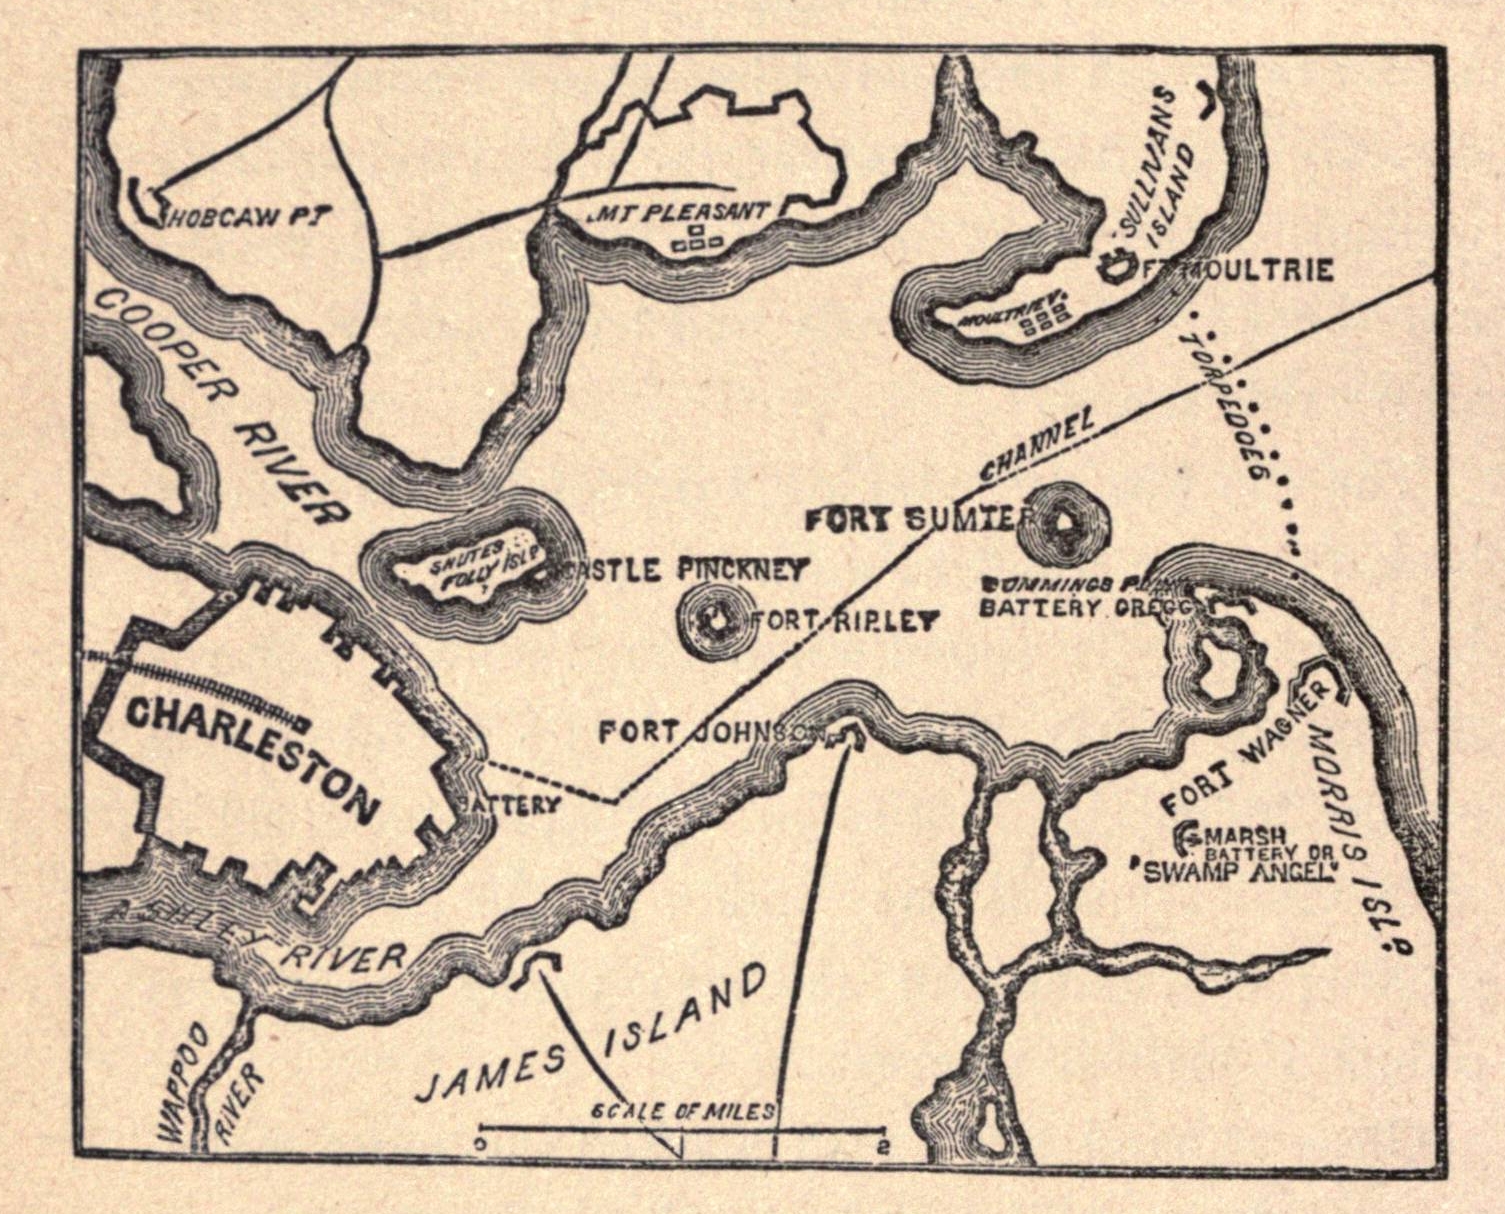 SULLIVANS
ISLAND
HOBCAW PT
MT PLEASANT
FT MOULTRIE
MOULTRIEV.
COOPER RIVER
TORPEDOES
CHANNEL
FORT SUMTER
SHUTES
FOLLY ISLD
CASTLE PINCKNEY
CUMMINGS POINT
BATTERY GREGG
FORT RIPLEY
CHARLESTON
FORT JOHNSON
FORT WAGNER
MORRIS ISLD
BATTERY
MARSH
BATTERY OR
"SWAMP ANGEL"
ASHLEY RIVER
JAMES ISLAND
WAPPOO
RIVER
SCALE OF MILES
0 2